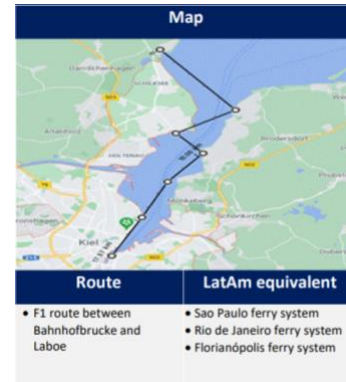 Map
Kiel
Schönkirchen
Route
LatAm equivalent
• F1 route between
Bahnhofbrucke and
Laboe
• Sao Paulo ferry system
• Rio de Janeiro ferry system
• Florianópolis ferry system